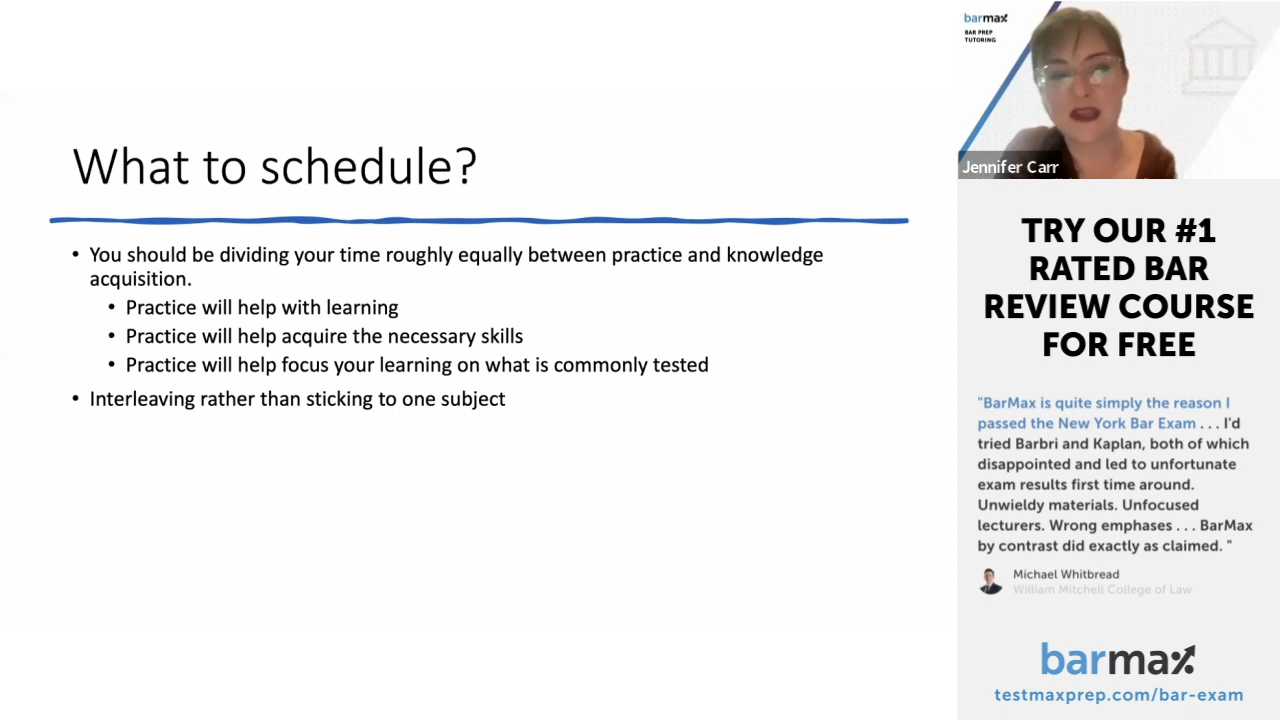 What to schedule?
• You should be dividing your time roughly equally between practice and knowledge
acquisition.
• Practice will help with learning
• Practice will help acquire the necessary skills
• Practice will help focus your learning on what is commonly tested
• Interleaving rather than sticking to one subject
barmax
BAR PREP
TUTORING
Jennifer Carr
TRY OUR #1
RATED BAR
REVIEW COURSE
FOR FREE
"BarMax is quite simply the reason I
passed the New York Bar Exam . . . I'd
tried Barbri and Kaplan, both of which
disappointed and led to unfortunate
exam results first time around.
Unwieldy materials. Unfocused
lecturers. Wrong emphases . . . BarMax
by contrast did exactly as claimed. "
Michael Whitbread
William Mitchell College of Law
barmax
testmaxprep.com/bar-exam